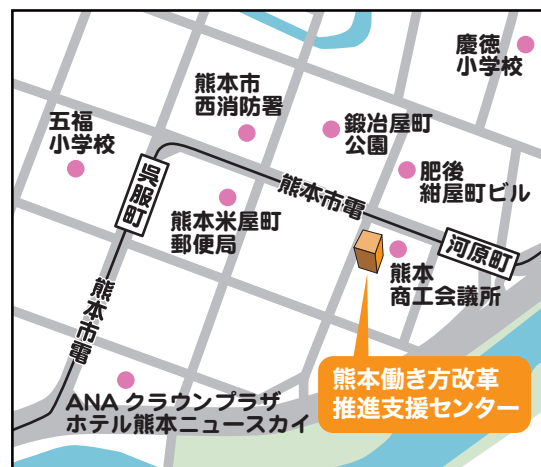 慶徳
小学校
熊本市
西消防署
五福
小学校
鍛冶屋町
公園
肥後
紺屋町ビル
呉服町
熊本市電
熊本米屋町
郵便局
河原町
熊本
商工会議所
熊本市電
熊本働き方改革
推進支援センター
ANA クラウンプラザ
ホテル熊本ニュースカイ